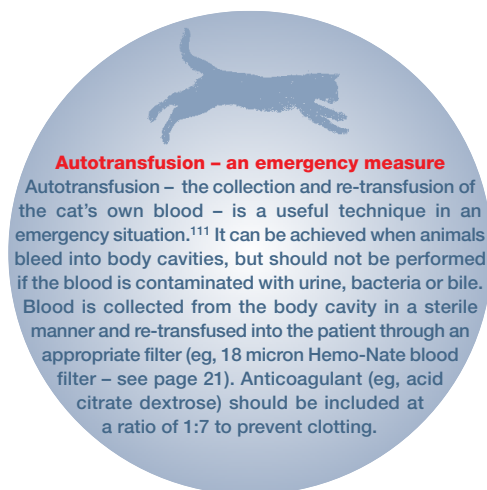 Autotransfusion – an emergency measure
Autotransfusion – the collection and re-transfusion of
the cat's own blood – is a useful technique in an
emergency situation.¹¹¹ It can be achieved when animals
bleed into body cavities, but should not be performed
if the blood is contaminated with urine, bacteria or bile.
Blood is collected from the body cavity in a sterile
manner and re-transfused into the patient through an
appropriate filter (eg, 18 micron Hemo-Nate blood
filter – see page 21). Anticoagulant (eg, acid
citrate dextrose) should be included at
a ratio of 1:7 to prevent clotting.